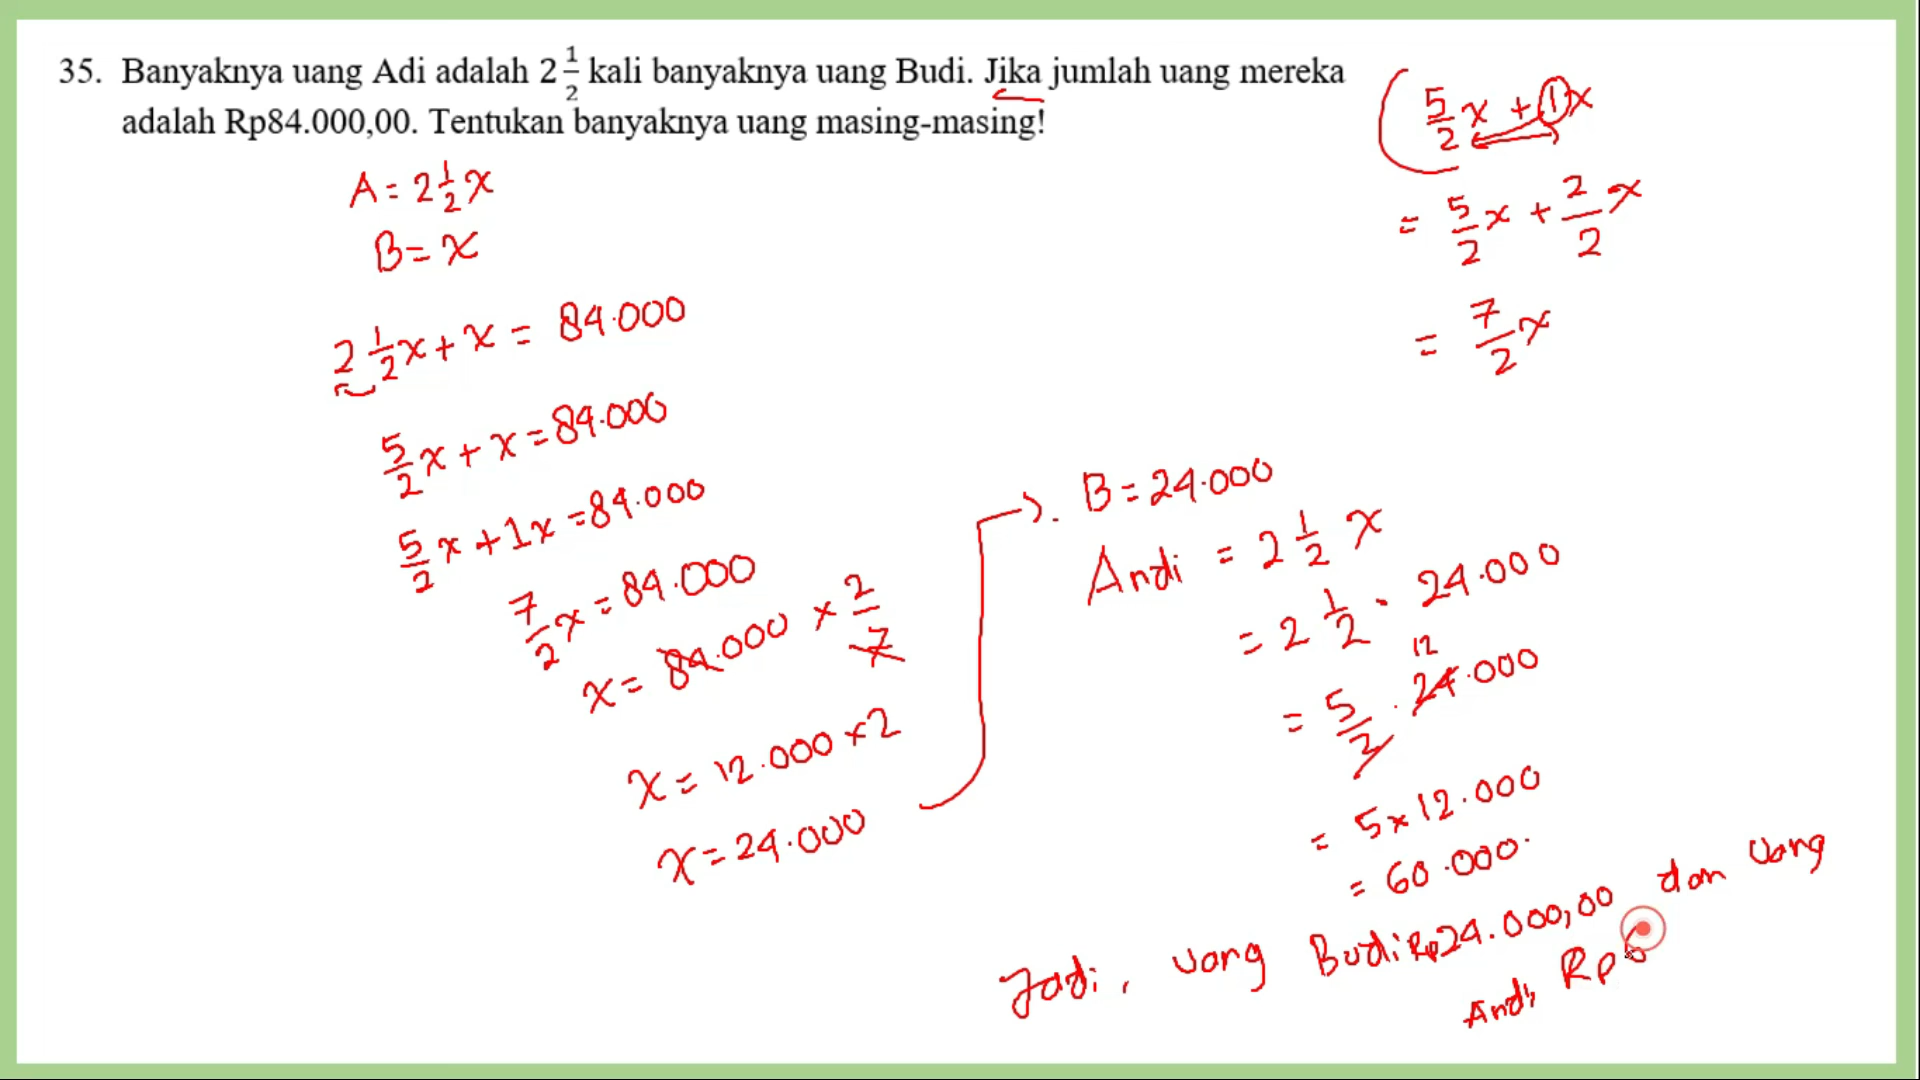 35. Banyaknya uang Adi adalah 2 1/2 kali banyaknya uang Budi. Jika jumlah uang mereka
adalah Rp84.000,00. Tentukan banyaknya uang masing-masing!
A = 2 1/2 x
B = x
2 1/2 x + x = 84.000
5/2 x + x = 84.000
5/2 x + 1x = 84.000
7/2 x = 84.000
x = 84.000 × 2/7
x = 12.000 × 2
x = 24.000
5/2 x + 1x
= 5/2 x + 2/2 x
= 7/2 x
B = 24.000
Andi = 2 1/2 x
= 2 1/2 . 24.000
12
= 5/2 . 24.000
= 5 × 12.000
= 60.000.
Jadi, uang Budi Rp24.000,00 dan uang
Andi Rp6